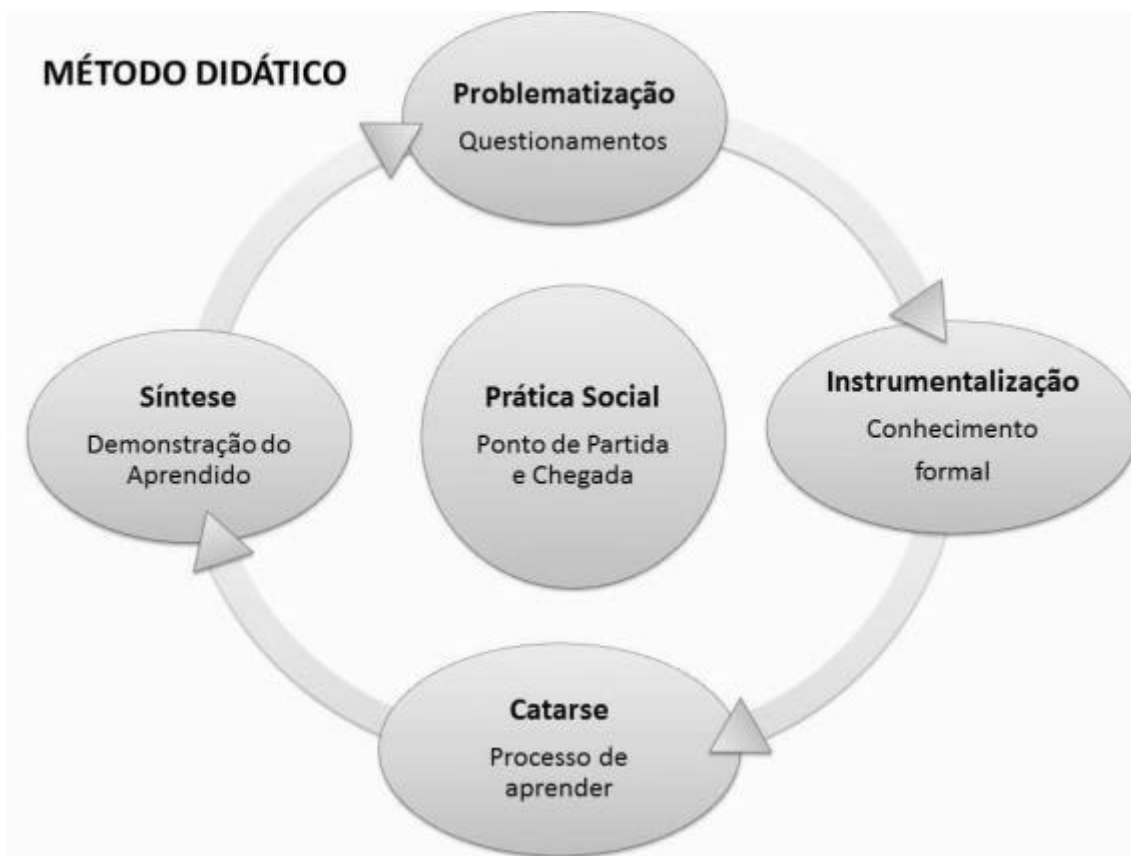 MÉTODO DIDÁTICO
Problematização
Questionamentos
Síntese
Demonstração do
Aprendido
Prática Social
Ponto de Partida
e Chegada
Instrumentalização
Conhecimento
formal
Catarse
Processo de
aprender